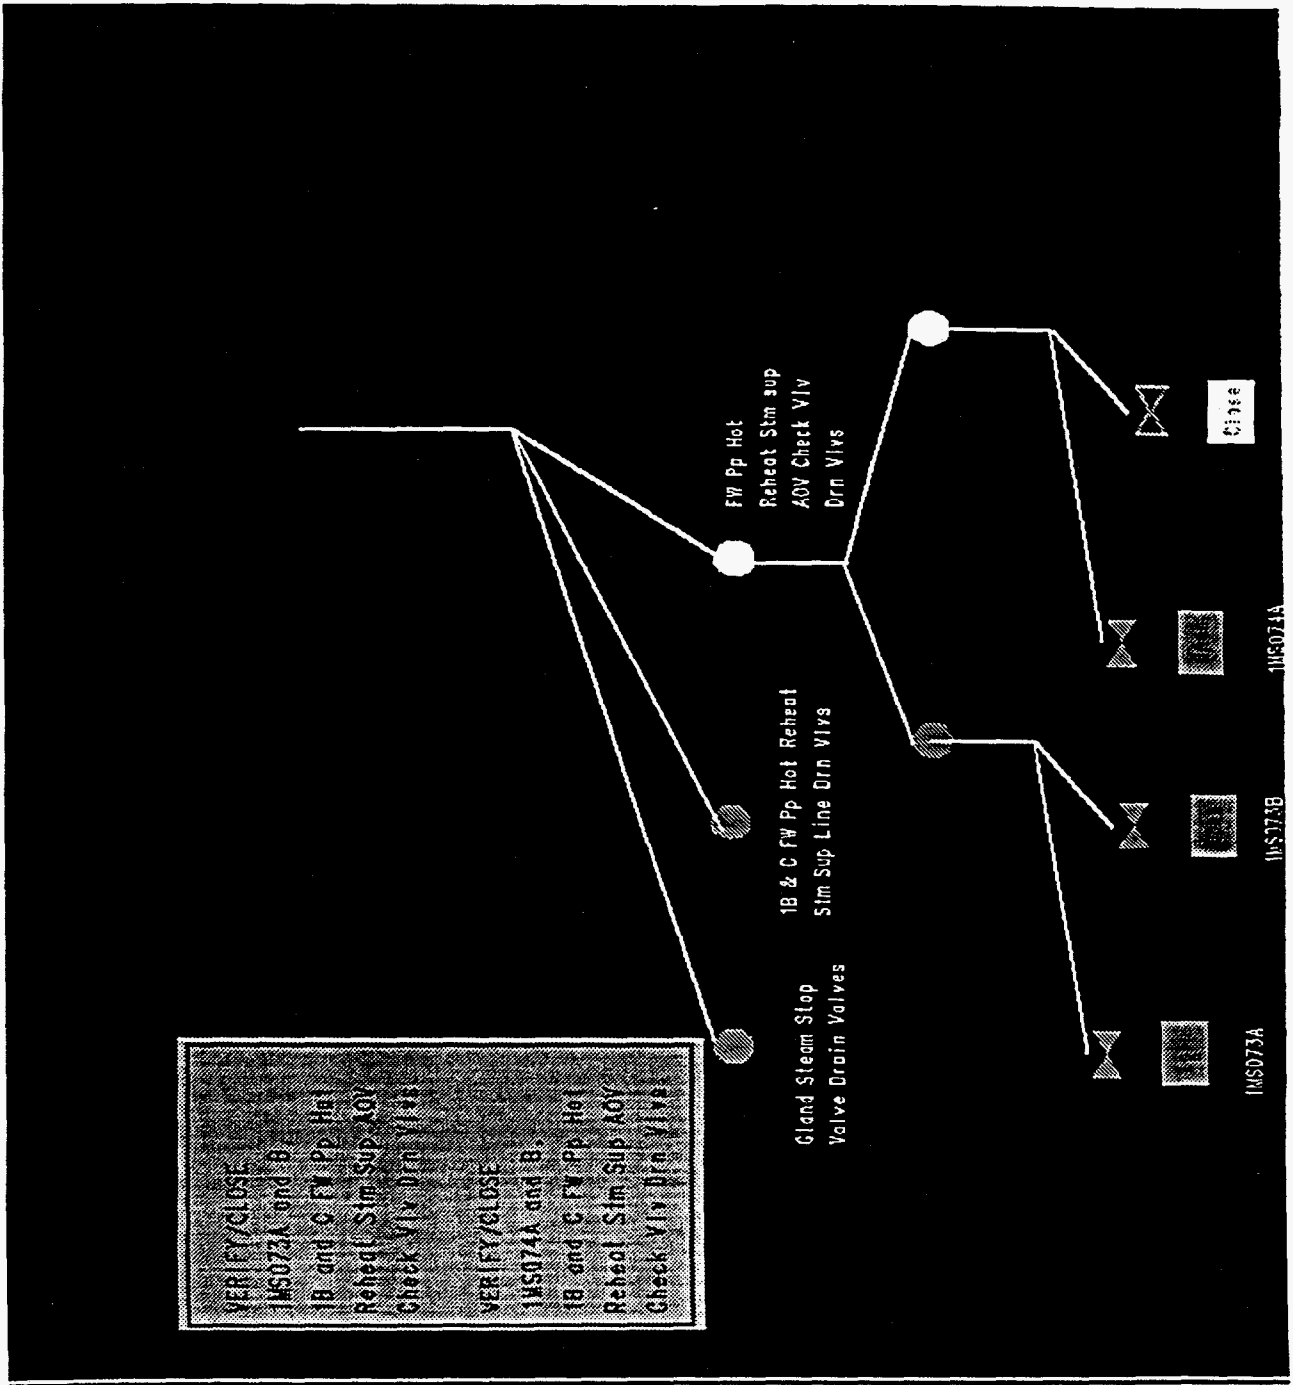 VERIFY/CLOSE
1MS073A and B,
1B and C FW Pp Hot
Reheat Stm Sup AOV
Check Vlv Drn Vlvs
VERIFY/CLOSE
1MS074A and B,
1B and C FW Pp Hot
Reheat Stm Sup AOV
Check Vlv Drn Vlvs
Gland Steam Stop
Valve Drain Valves
1B & C FW Pp Hot Reheat
Stm Sup Line Drn Vlvs
FW Pp Hot
Reheat Stm sup
AOV Check Vlv
Drn Vlvs
Close
1MS073A
1MS073B
1MS074A